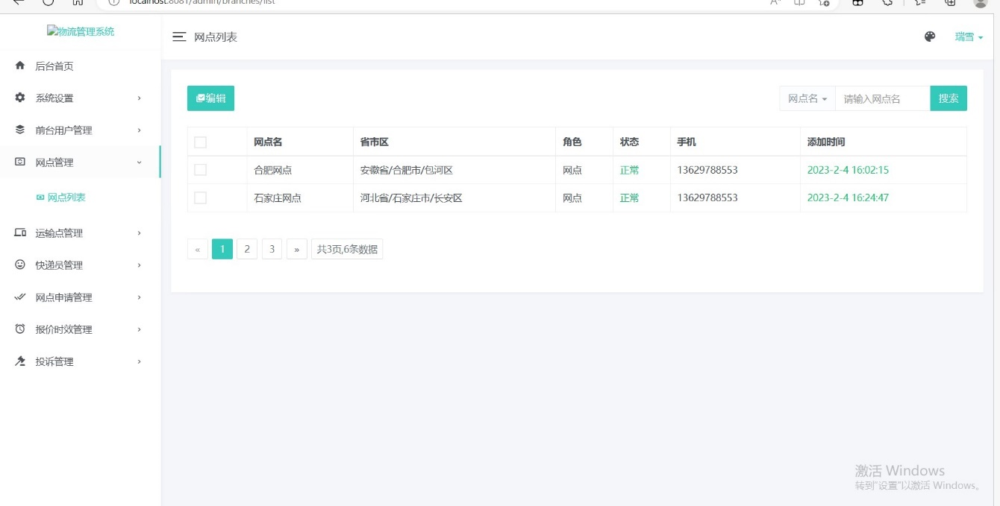 localhost:8081/admin/branches/list
物流管理系统
网点列表
瑞雪
后台首页
系统设置
前台用户管理
网点管理
网点列表
运输点管理
快递员管理
网点申请管理
报价时效管理
投诉管理
编辑
网点名 请输入网点名 搜索
网点名 省市区 角色 状态 手机 添加时间
合肥网点 安徽省/合肥市/包河区 网点 正常 13629788553 2023-2-4 16:02:15
石家庄网点 河北省/石家庄市/长安区 网点 正常 13629788553 2023-2-4 16:24:47
« 1 2 3 » 共3页,6条数据
激活 Windows
转到"设置"以激活 Windows。